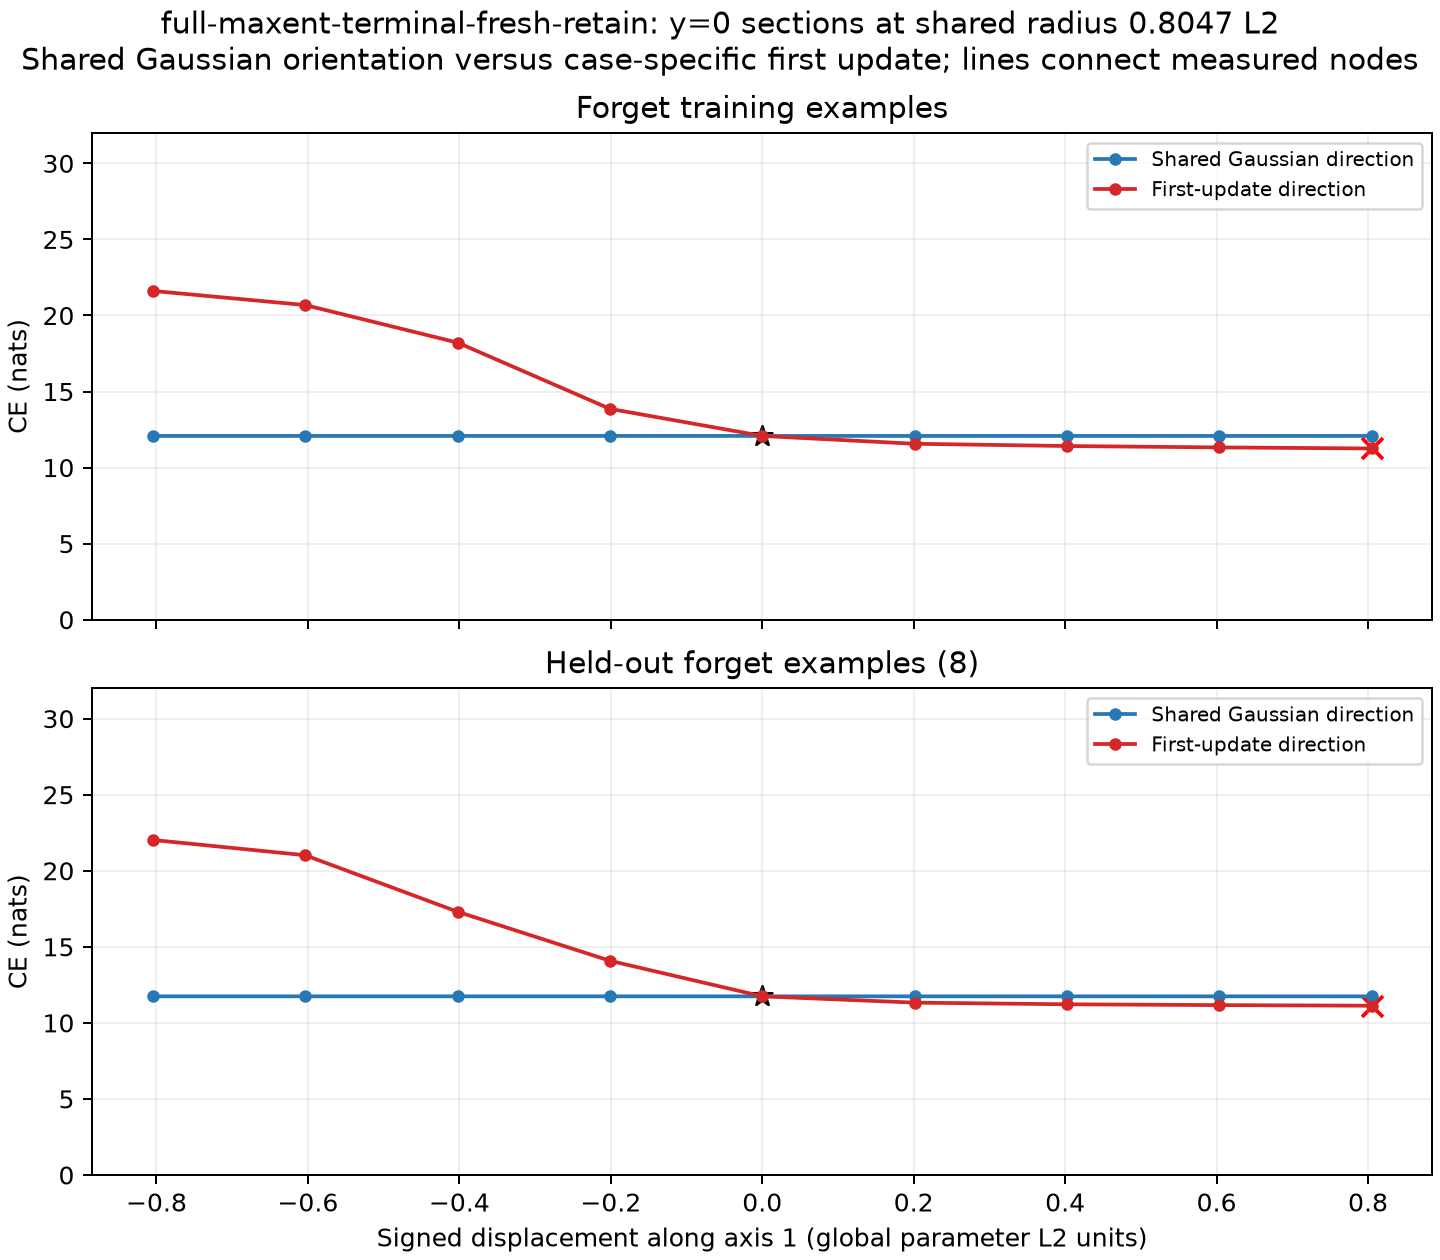 full-maxent-terminal-fresh-retain: y=0 sections at shared radius 0.8047 L2
Shared Gaussian orientation versus case-specific first update; lines connect measured nodes
Forget training examples
30
25
20
15
10
5
0
CE (nats)
Shared Gaussian direction
First-update direction
Held-out forget examples (8)
30
25
20
15
10
5
0
CE (nats)
Shared Gaussian direction
First-update direction
−0.8 −0.6 −0.4 −0.2 0.0 0.2 0.4 0.6 0.8
Signed displacement along axis 1 (global parameter L2 units)